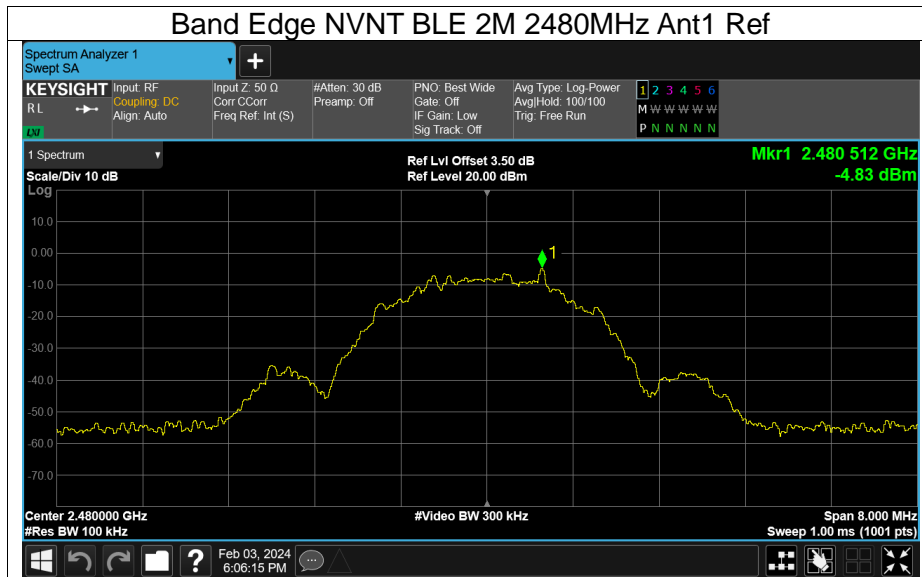 Band Edge NVNT BLE 2M 2480MHz Ant1 Ref
Spectrum Analyzer 1
Swept SA
KEYSIGHT
R L
LXI
Input: RF
Coupling: DC
Align: Auto
Input Z: 50 Ω
Corr CCorr
Freq Ref: Int (S)
#Atten: 30 dB
Preamp: Off
PNO: Best Wide
Gate: Off
IF Gain: Low
Sig Track: Off
Avg Type: Log-Power
Avg|Hold: 100/100
Trig: Free Run
1 2 3 4 5 6
M W W W W W
P N N N N N
1 Spectrum
Scale/Div 10 dB
Ref Lvl Offset 3.50 dB
Ref Level 20.00 dBm
Mkr1 2.480 512 GHz
-4.83 dBm
Log
10.0
0.00
-10.0
-20.0
-30.0
-40.0
-50.0
-60.0
-70.0
1
Center 2.480000 GHz
#Res BW 100 kHz
#Video BW 300 kHz
Span 8.000 MHz
Sweep 1.00 ms (1001 pts)
Feb 03, 2024
6:06:15 PM